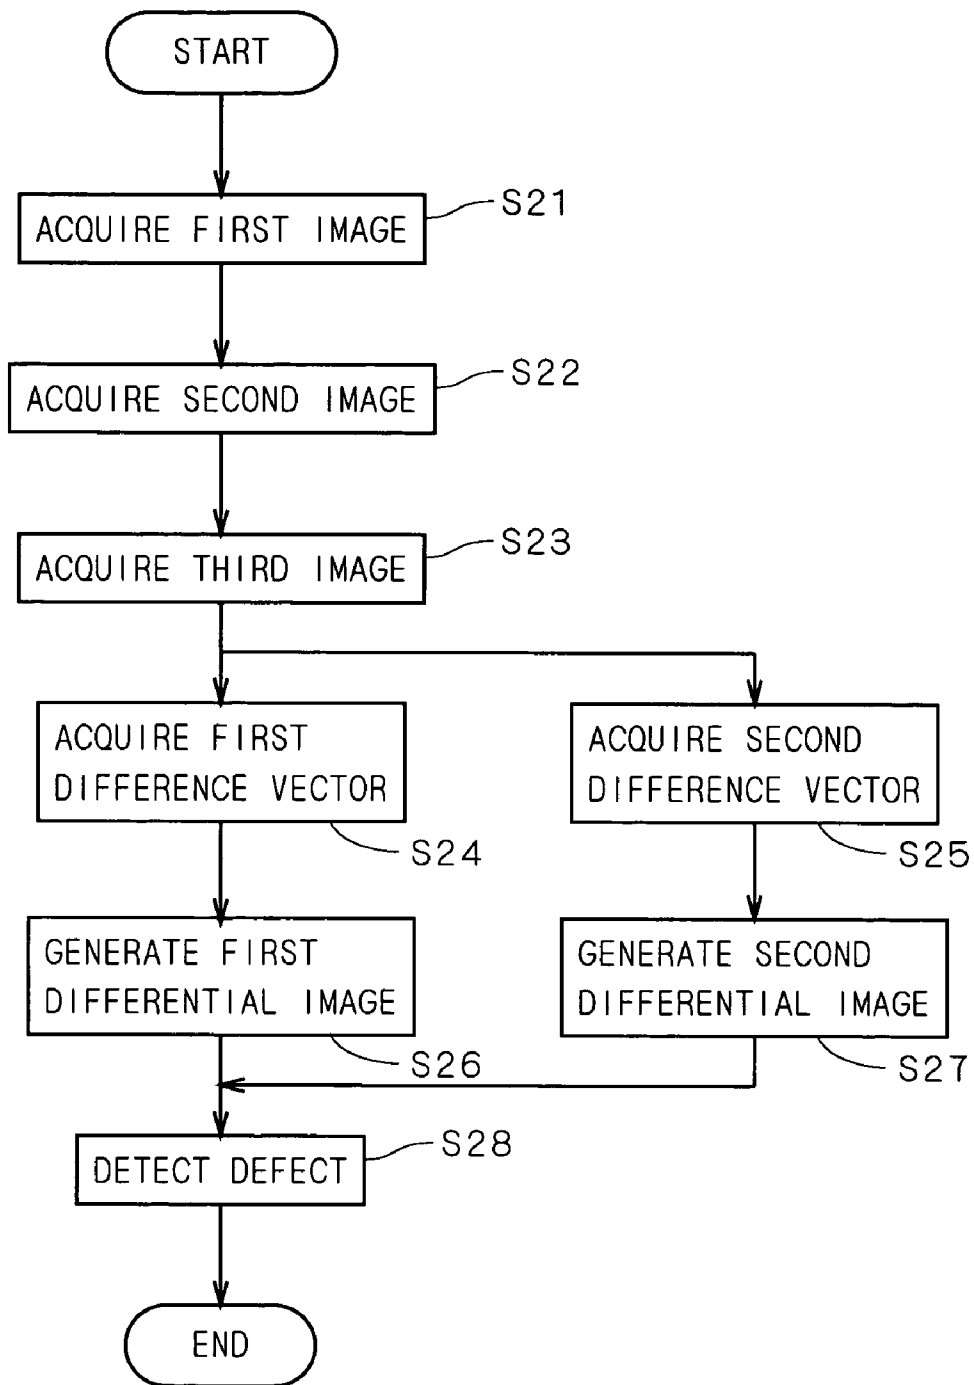 START
ACQUIRE FIRST IMAGE
S21
ACQUIRE SECOND IMAGE
S22
ACQUIRE THIRD IMAGE
S23
ACQUIRE FIRST
DIFFERENCE VECTOR
S24
ACQUIRE SECOND
DIFFERENCE VECTOR
S25
GENERATE FIRST
DIFFERENTIAL IMAGE
S26
GENERATE SECOND
DIFFERENTIAL IMAGE
S27
DETECT DEFECT
S28
END